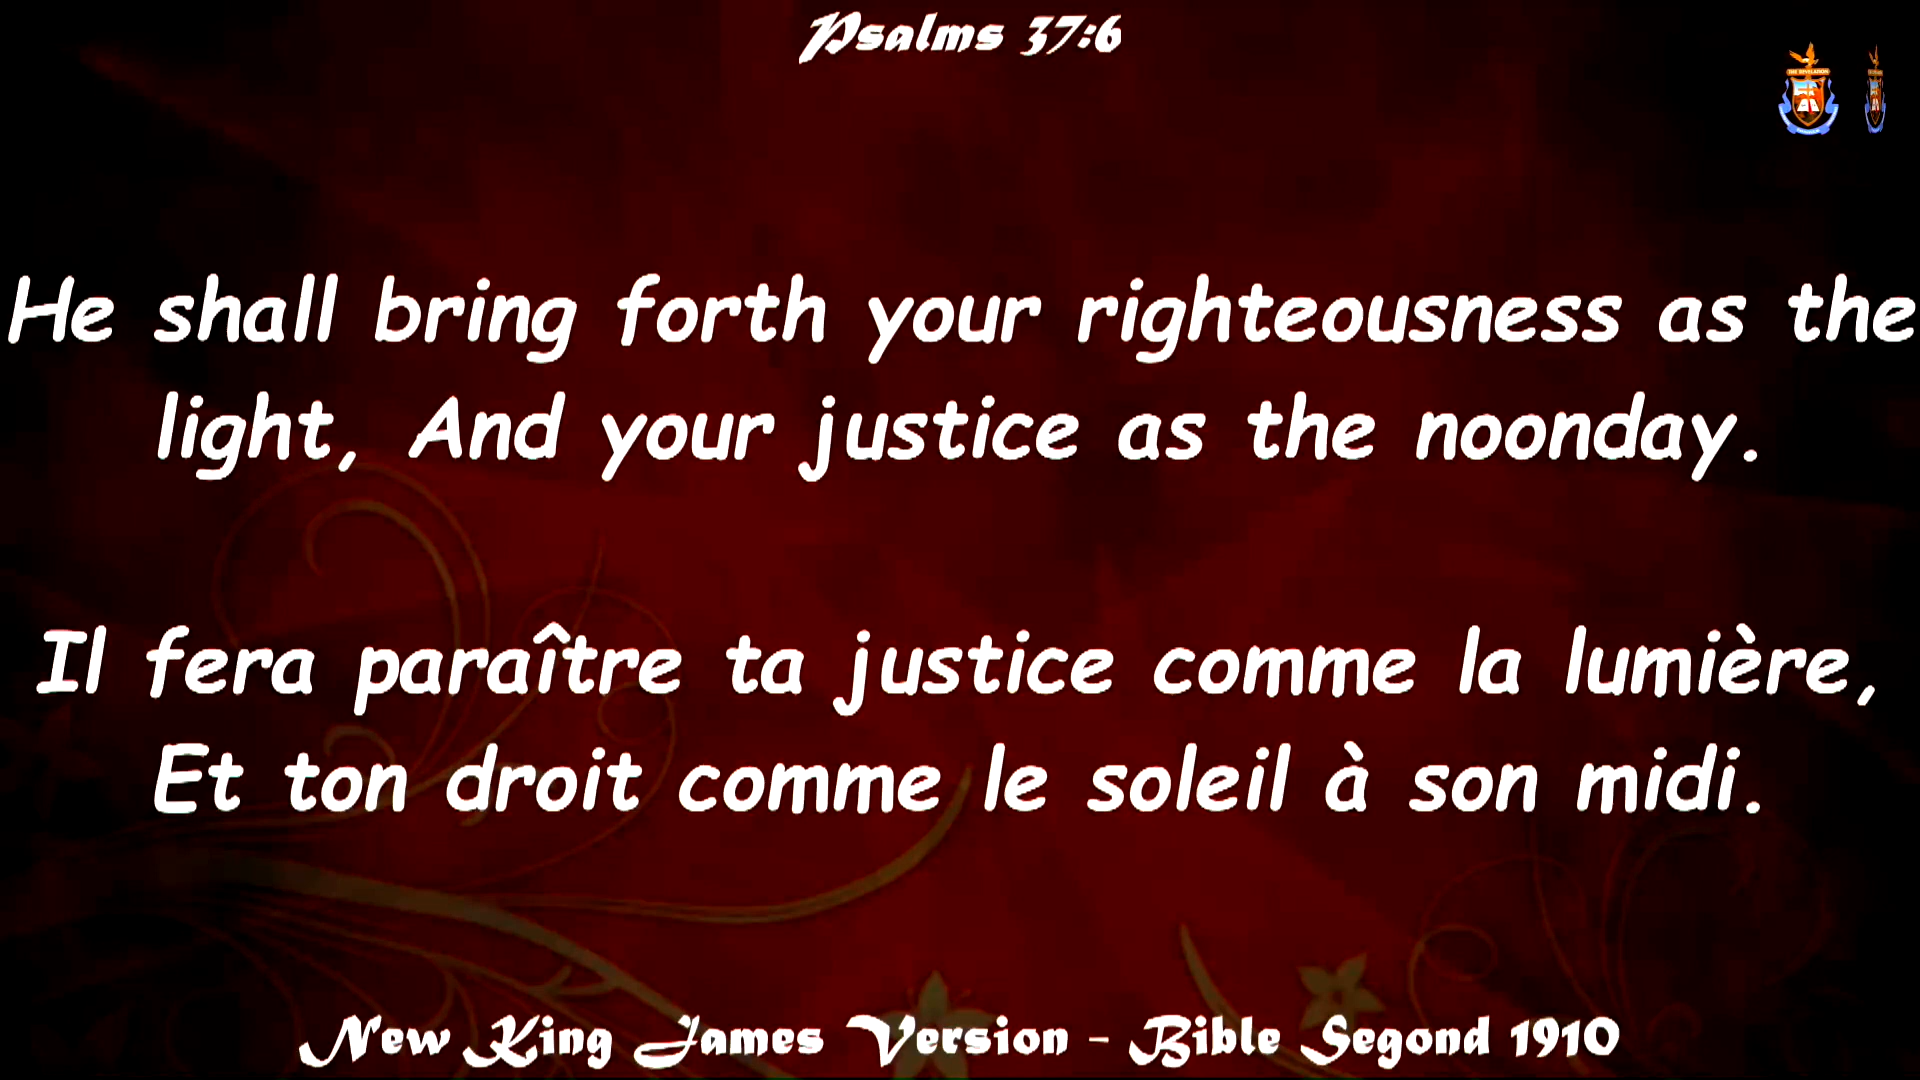 Psalms 37:6
He shall bring forth your righteousness as the
light, And your justice as the noonday.
Il fera paraître ta justice comme la lumière,
Et ton droit comme le soleil à son midi.
New King James Version - Bible Segond 1910